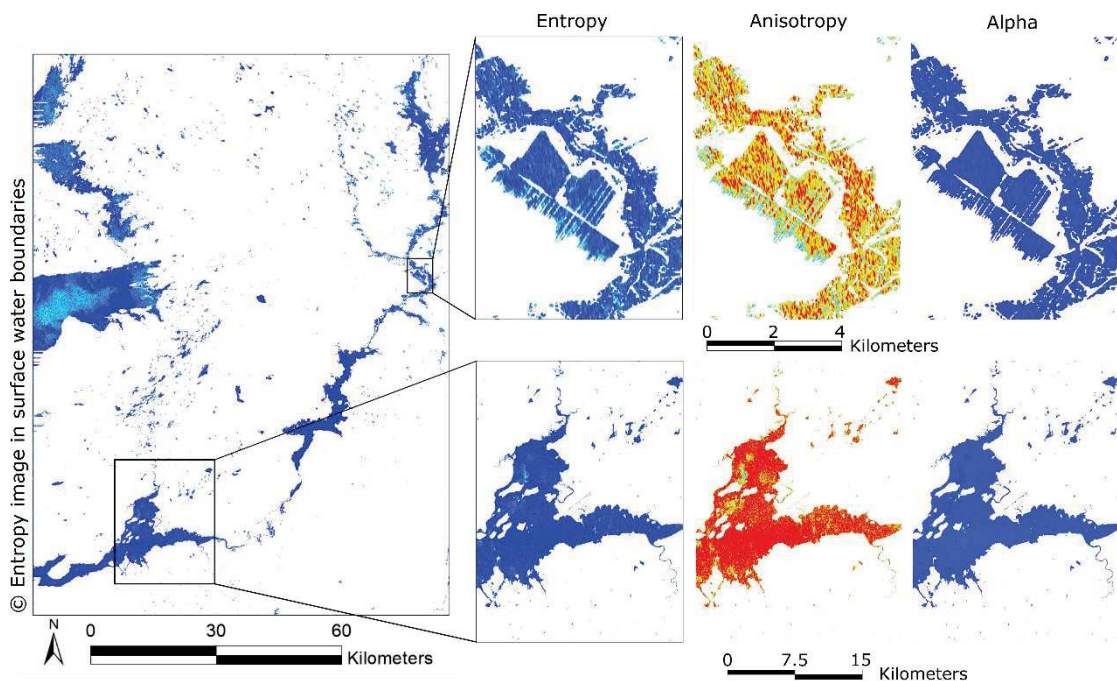 Entropy
Anisotropy
Alpha
© Entropy image in surface water boundaries
0 2 4
Kilometers
N
0 30 60
Kilometers
0 7.5 15
Kilometers